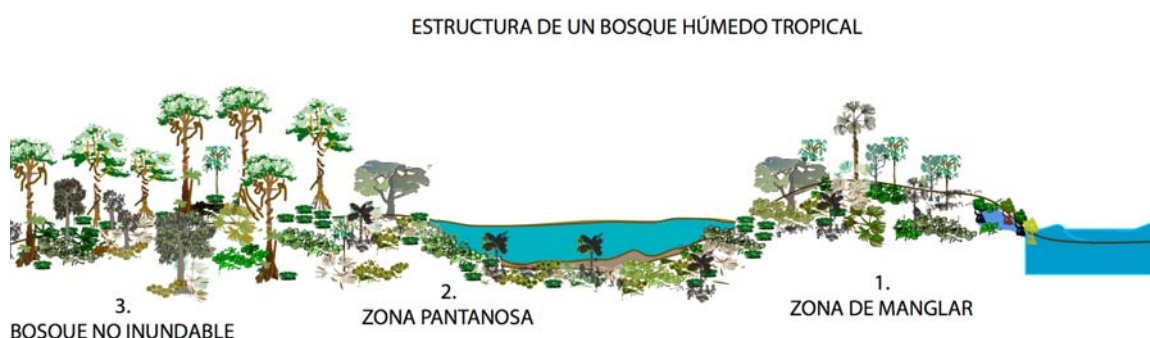 ESTRUCTURA DE UN BOSQUE HÚMEDO TROPICAL
3.
BOSQUE NO INUNDABLE
2.
ZONA PANTANOSA
1.
ZONA DE MANGLAR